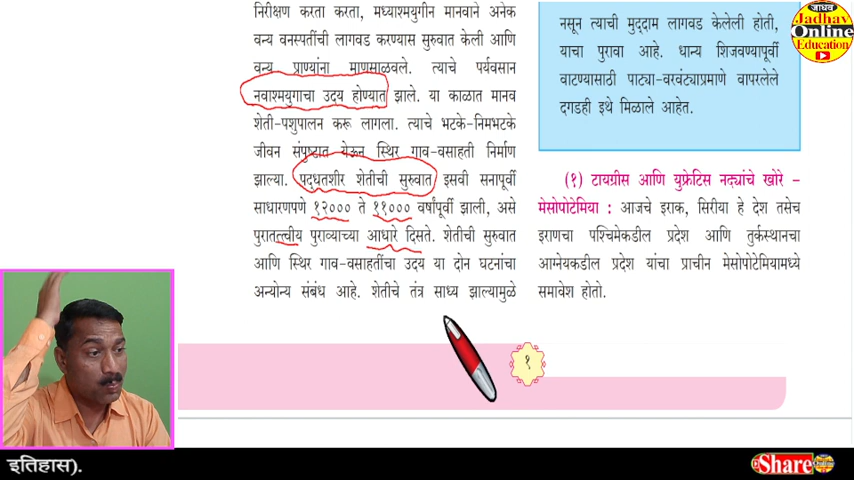 निरीक्षण करता करता, मध्याश्मयुगीन मानवाने अनेक
वन्य वनस्पतींची लागवड करण्यास सुरुवात केली आणि
वन्य प्राण्यांना माणसाळवले. त्याचे पर्यवसान
नवाश्मयुगाचा उदय होण्यात झाले. या काळात मानव
शेती-पशुपालन करू लागला. त्याचे भटके-निमभटके
जीवन संपुष्टात येऊन स्थिर गाव-वसाहती निर्माण
झाल्या. पद्धतशीर शेतीची सुरुवात इसवी सनापूर्वी
साधारणपणे १२००० ते ११००० वर्षांपूर्वी झाली, असे
पुरातत्त्वीय पुराव्याच्या आधारे दिसते. शेतीची सुरुवात
आणि स्थिर गाव-वसाहतींचा उदय या दोन घटनांचा
अन्योन्य संबंध आहे. शेतीचे तंत्र साध्य झाल्यामुळे
नसून त्याची मुद्दाम लागवड केलेली होती,
याचा पुरावा आहे. धान्य शिजवण्यापूर्वी
वाटण्यासाठी पाट्या-वरवंट्याप्रमाणे वापरलेले
दगडही इथे मिळाले आहेत.
(१) टायग्रीस आणि युफ्रेटिस नद्यांचे खोरे -
मेसोपोटेमिया : आजचे इराक, सिरीया हे देश तसेच
इराणचा पश्चिमेकडील प्रदेश आणि तुर्कस्थानचा
आग्नेयकडील प्रदेश यांचा प्राचीन मेसोपोटेमियामध्ये
समावेश होतो.
१
जाधव
Jadhav
Online
Education
इतिहास).
Share